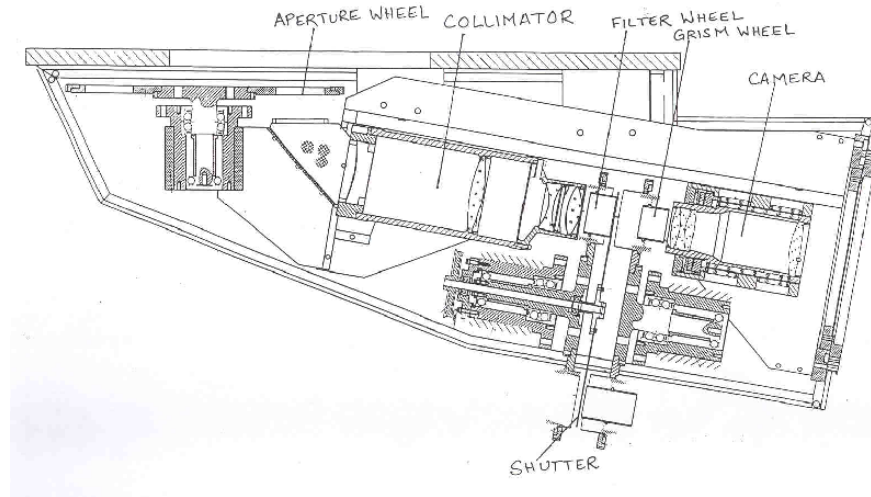 APERTURE WHEEL
COLLIMATOR
FILTER WHEEL
GRISM WHEEL
CAMERA
SHUTTER